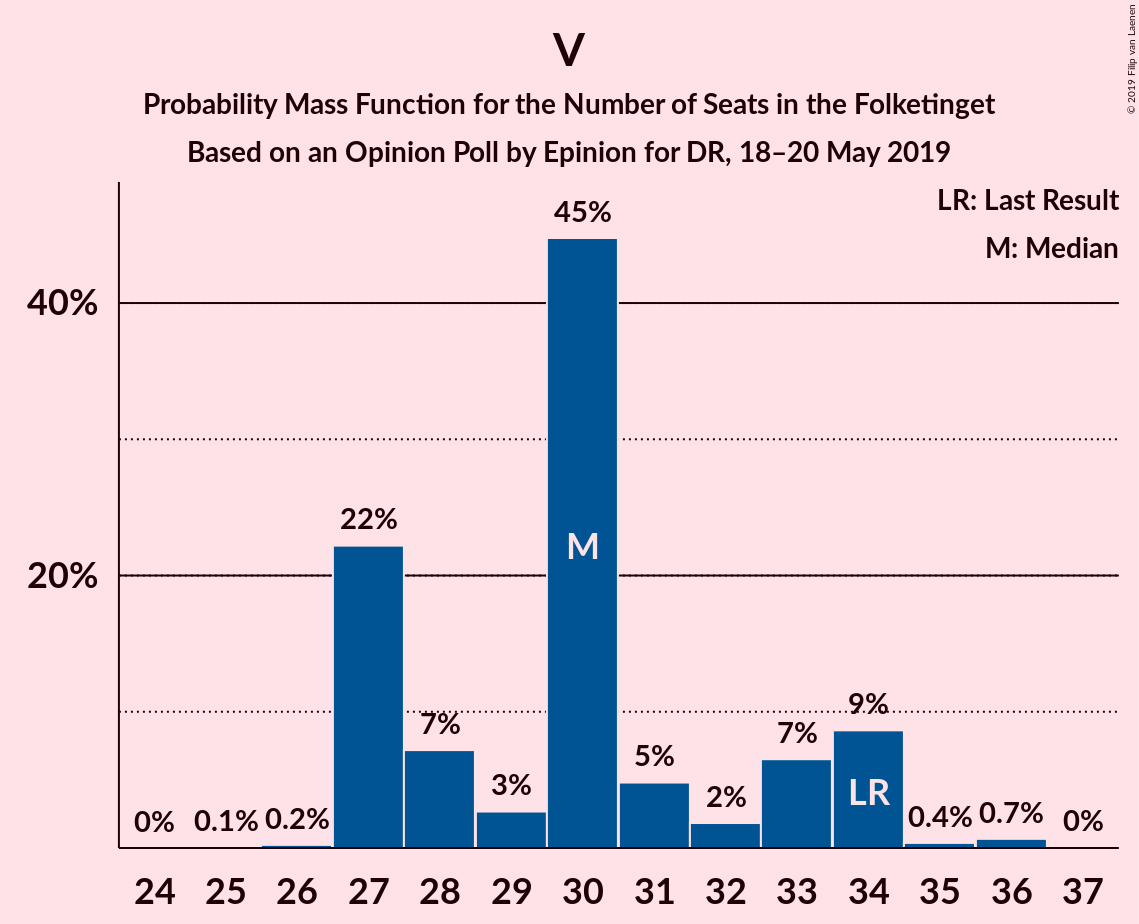 V
Probability Mass Function for the Number of Seats in the Folketinget
Based on an Opinion Poll by Epinion for DR, 18–20 May 2019
© 2019 Filip van Laenen
LR: Last Result
M: Median
45%
40%
22%
M
20%
9%
7%
7%
5%
3%
LR
2%
0%
0.1%
0.2%
0.4%
0.7%
0%
24 25 26 27 28 29 30 31 32 33 34 35 36 37